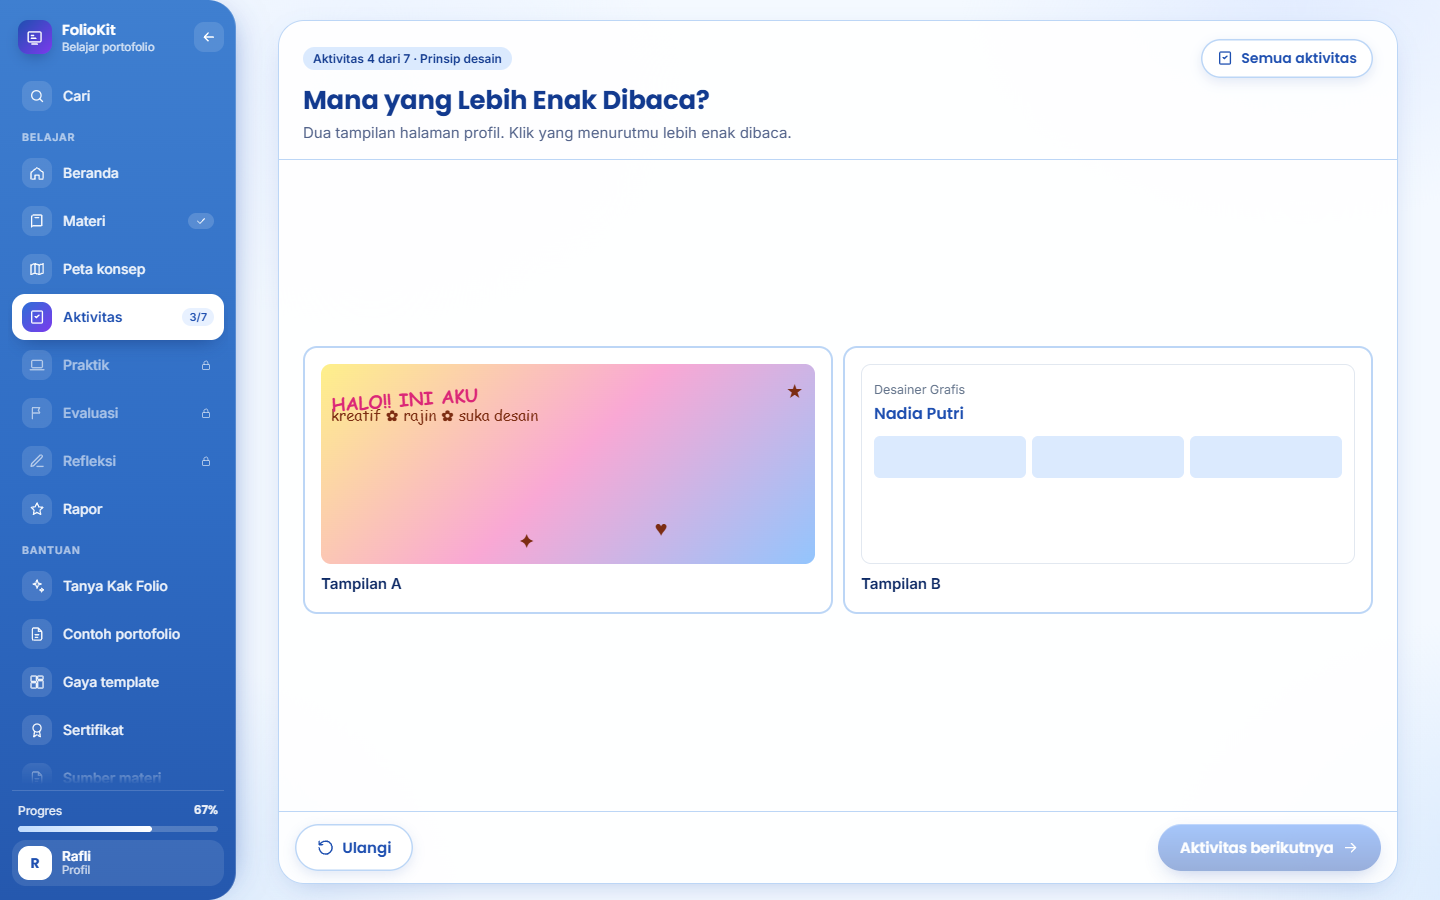 FolioKit
Belajar portofolio
Cari
BELAJAR
Beranda
Materi
Peta konsep
Aktivitas 3/7
Praktik
Evaluasi
Refleksi
Rapor
BANTUAN
Tanya Kak Folio
Contoh portofolio
Gaya template
Sertifikat
Sumber materi
Progres 67%
R
Rafli
Profil
Aktivitas 4 dari 7 · Prinsip desain
Semua aktivitas
Mana yang Lebih Enak Dibaca?
Dua tampilan halaman profil. Klik yang menurutmu lebih enak dibaca.
HALO!! INI AKU
kreatif ✿ rajin ✿ suka desain
Tampilan A
Desainer Grafis
Nadia Putri
Tampilan B
Ulangi
Aktivitas berikutnya